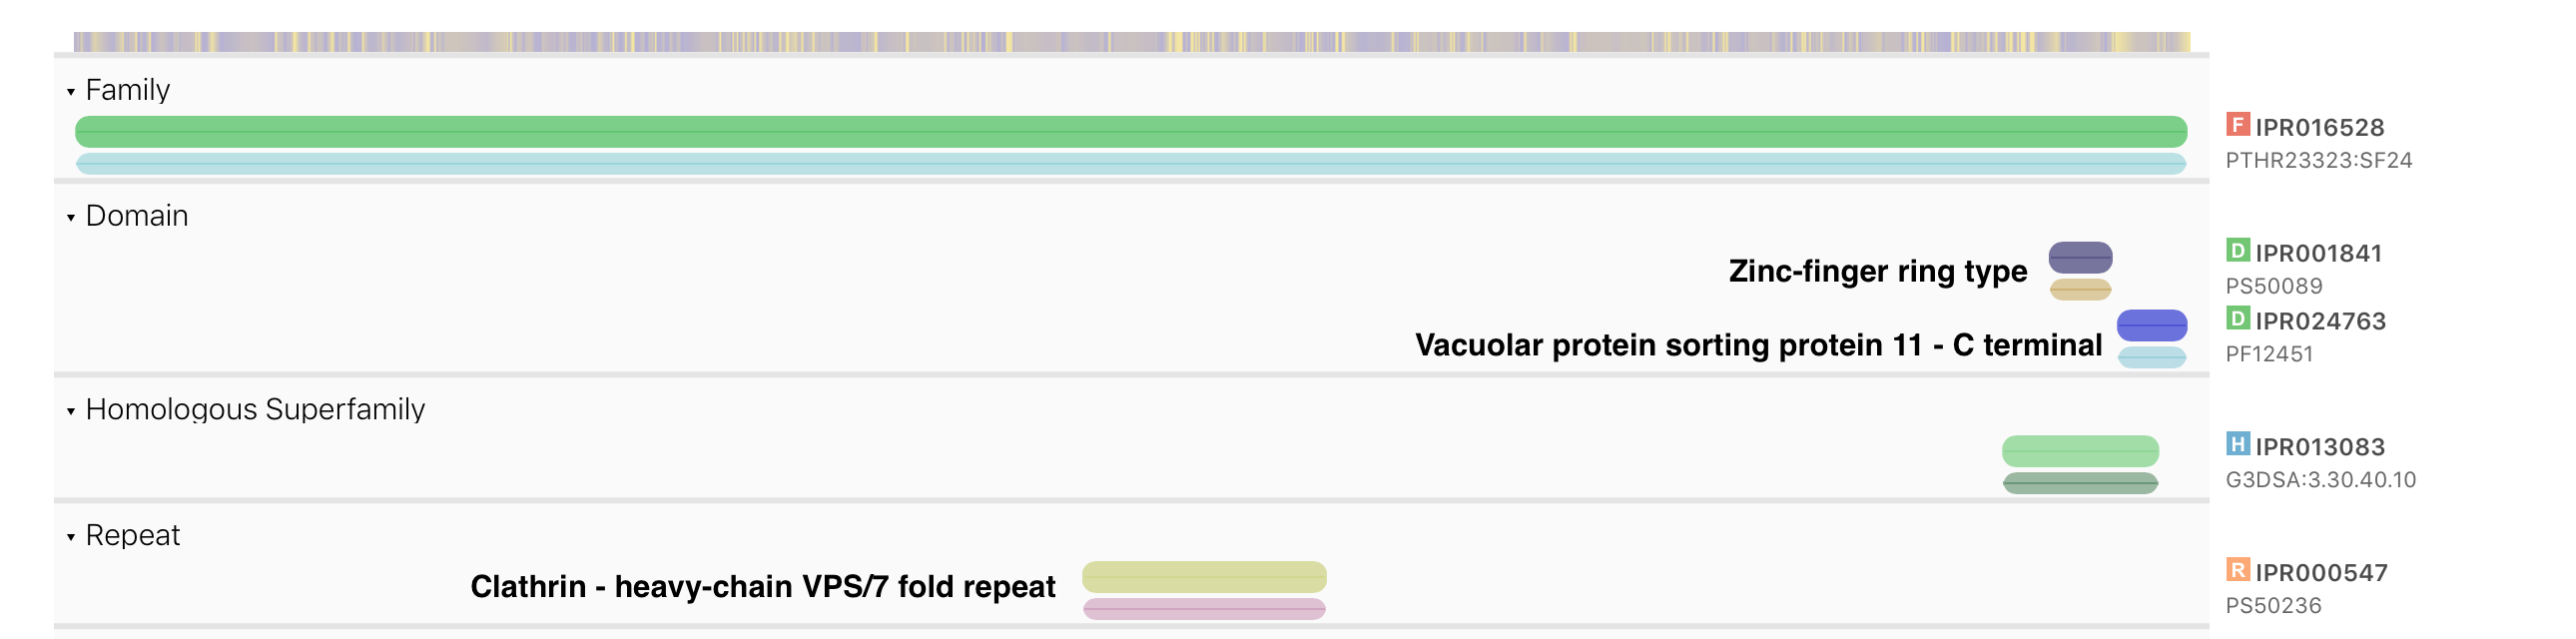 Family
F IPR016528
PTHR23323:SF24
Domain
D IPR001841
Zinc-finger ring type
PS50089
D IPR024763
Vacuolar protein sorting protein 11 - C terminal
PF12451
Homologous Superfamily
H IPR013083
G3DSA:3.30.40.10
Repeat
R IPR000547
Clathrin - heavy-chain VPS/7 fold repeat
PS50236